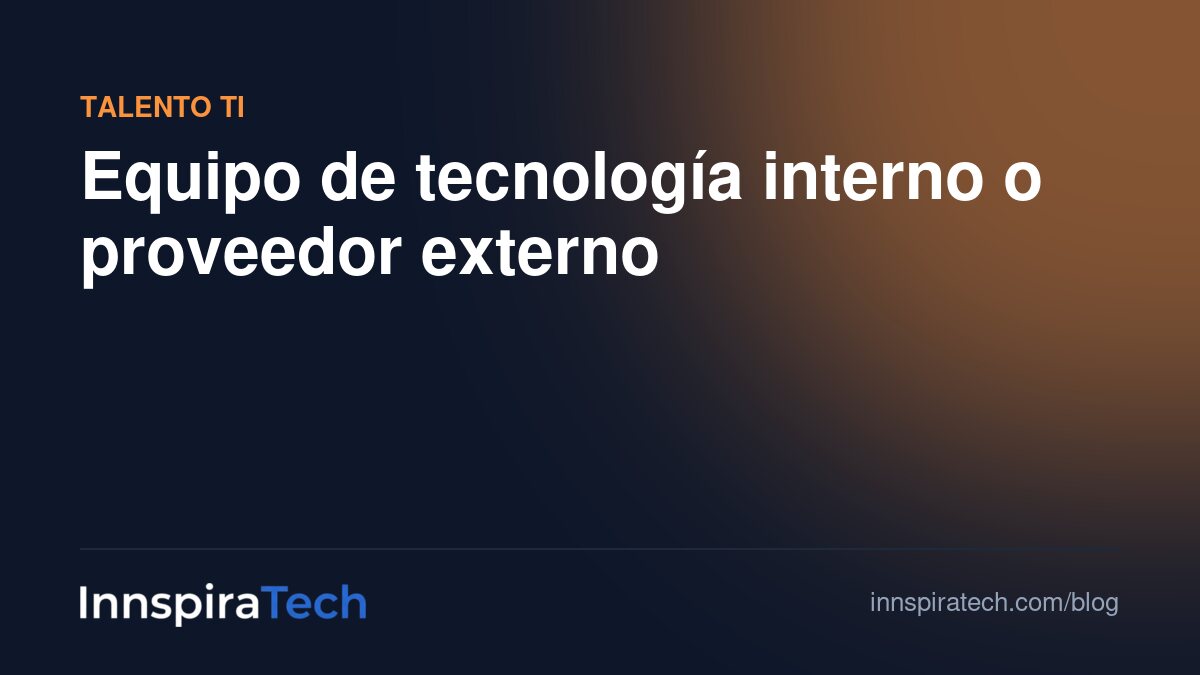 TALENTO TI
Equipo de tecnología interno o
proveedor externo
InnspiraTech
innspiratech.com/blog